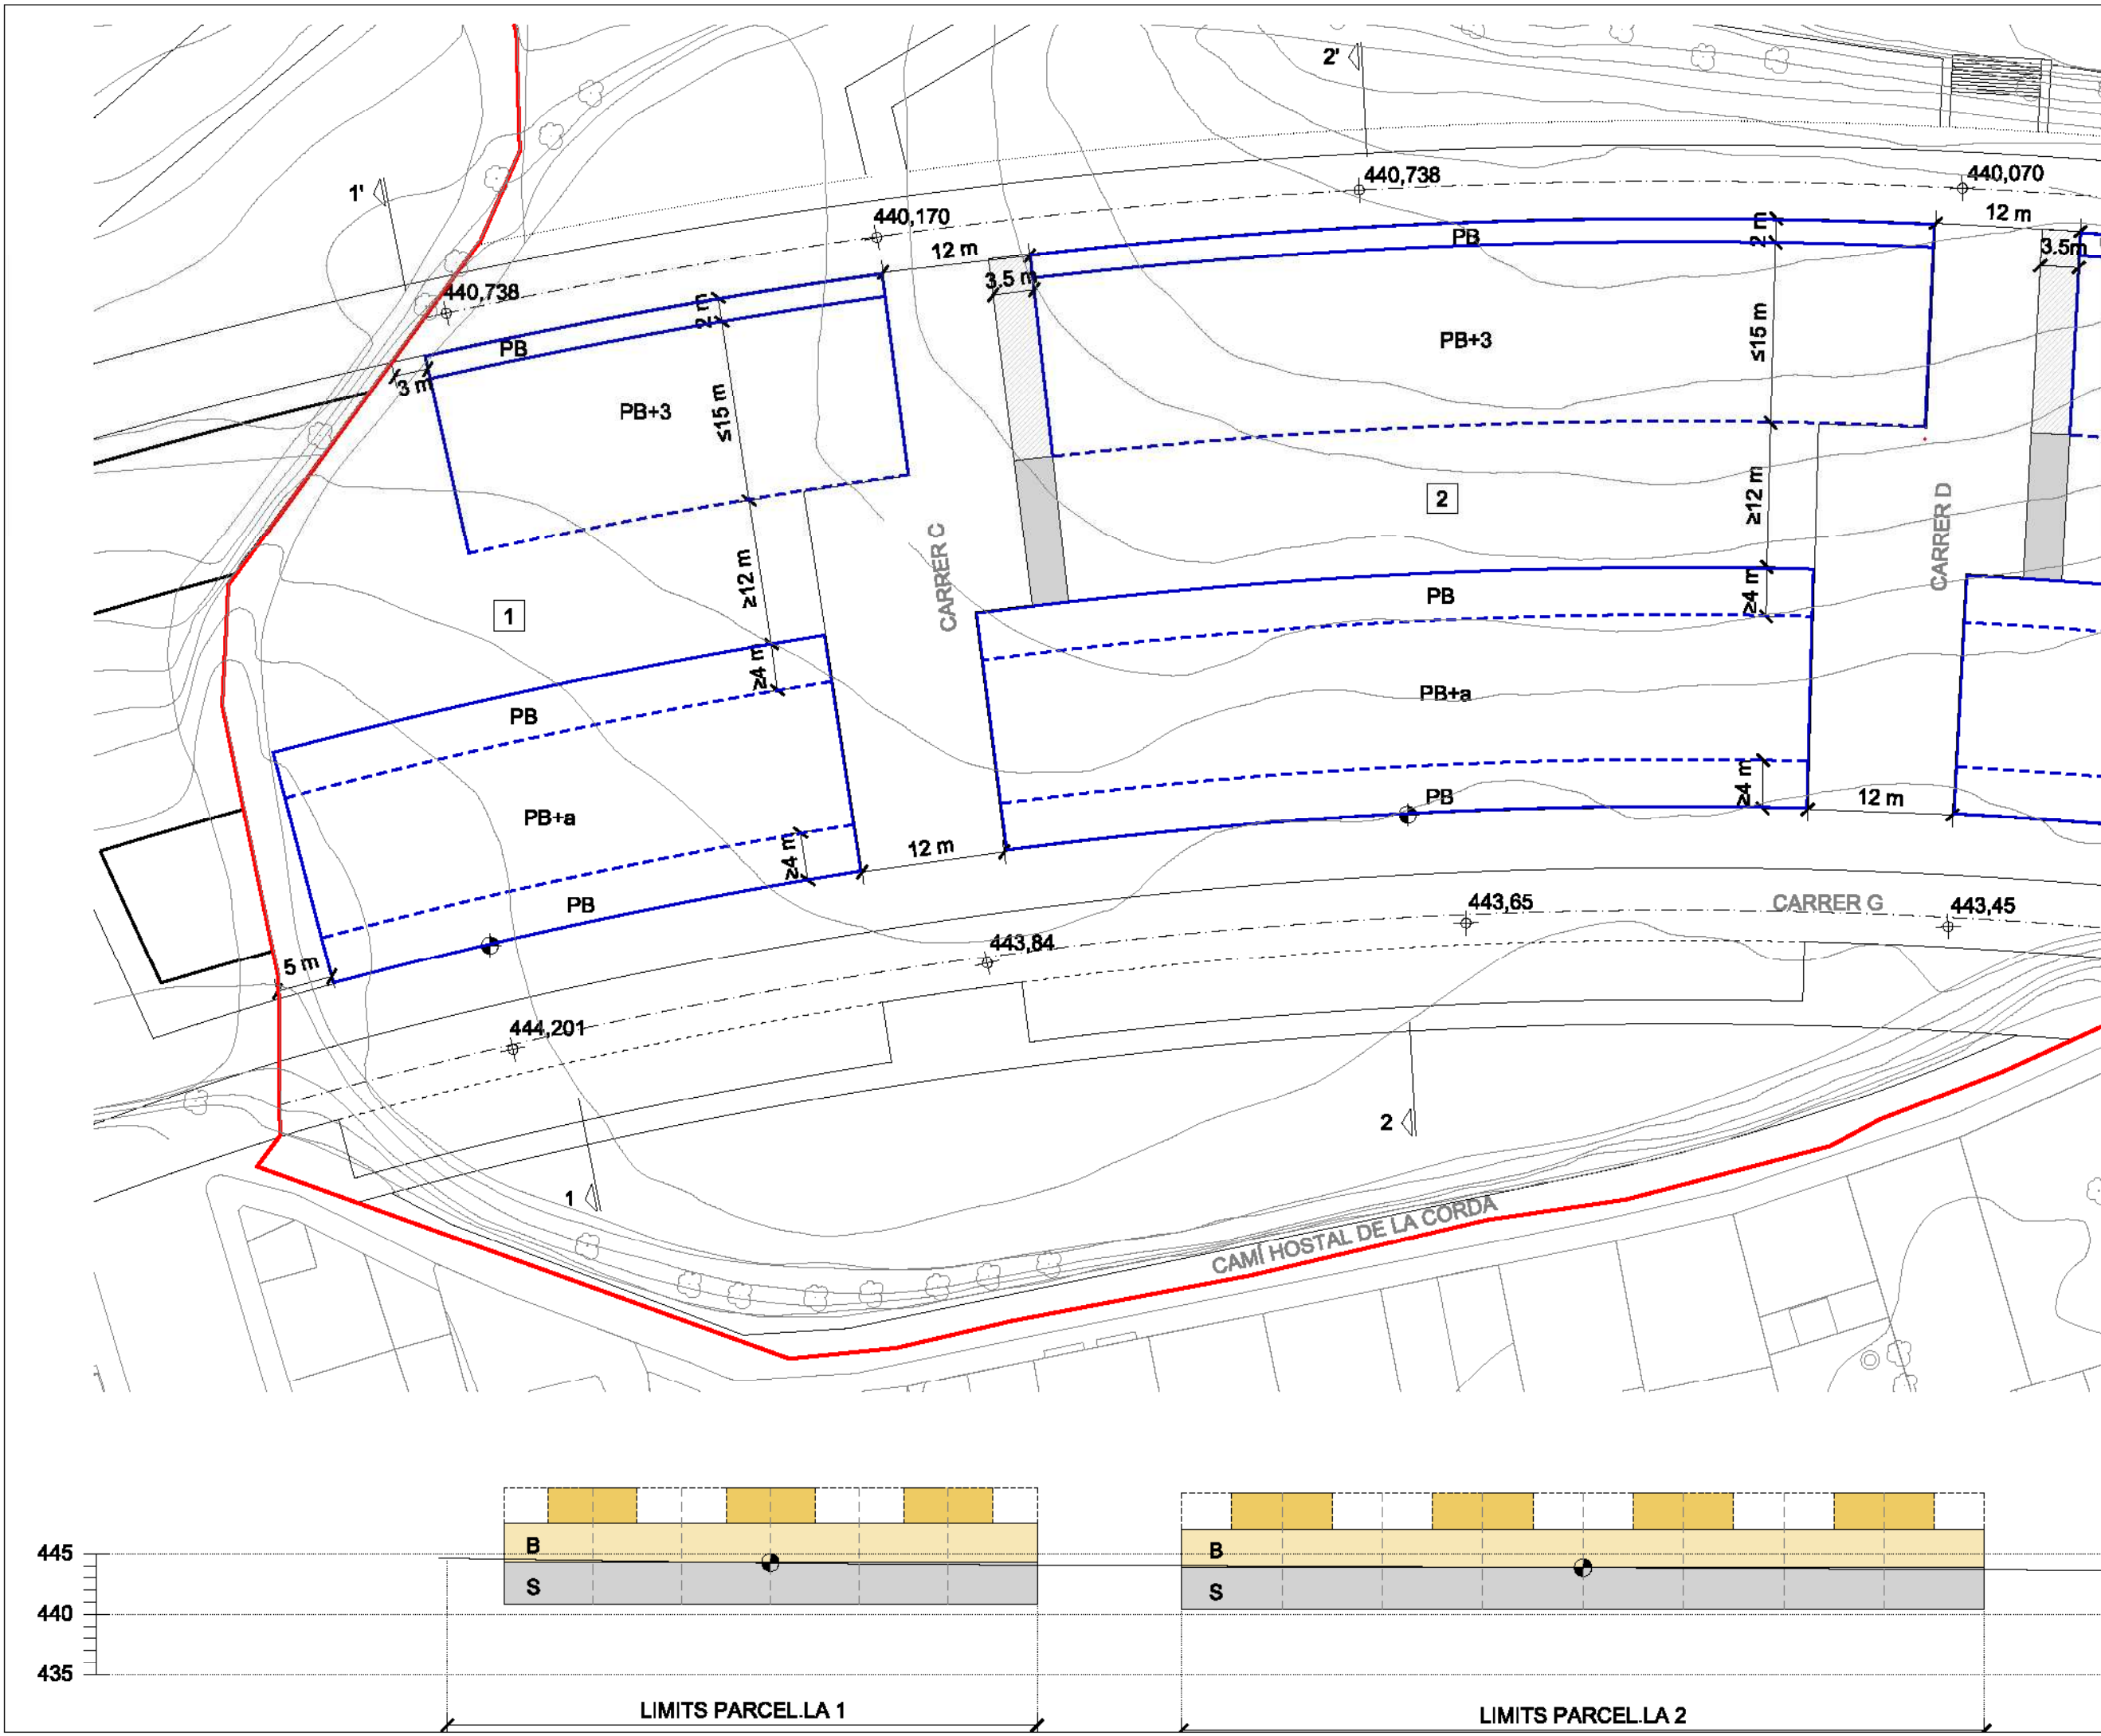 2'
440,738
440,070
1'
12 m
440,170
2 m
PB
12 m
3.5m
3.5 m
440,738
2 m
PB
≤15 m
PB+3
3 m
PB+3
≤15 m
≥12 m
2
CARRER C
CARRER D
≥12 m
1
PB
≥4 m
≥4 m
PB+a
PB
PB
≥4 m
12 m
PB+a
12 m
≥4 m
PB
443,65
CARRER G
443,45
443,84
5 m
444,201
2
1
CAMÍ HOSTAL DE LA CORDA
B
B
445
S
S
440
435
LIMITS PARCEL.LA 1
LIMITS PARCEL.LA 2